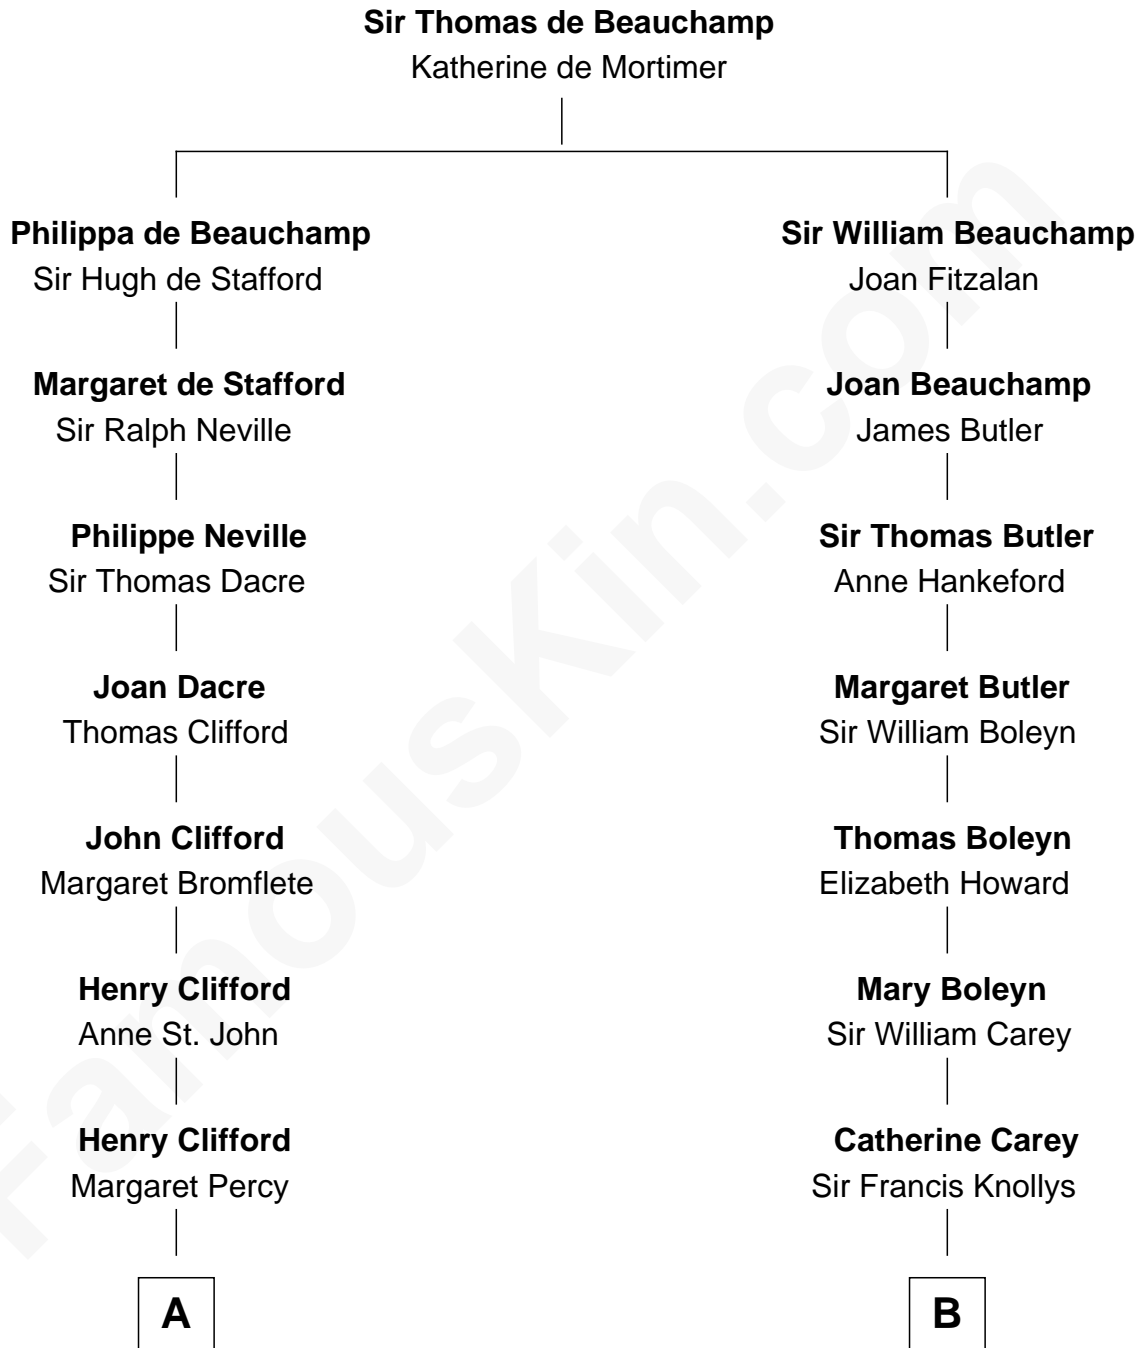 Sir Thomas de Beauchamp
Katherine de Mortimer
Philippa de Beauchamp
Sir Hugh de Stafford
Margaret de Stafford
Sir Ralph Neville
Philippe Neville
Sir Thomas Dacre
Joan Dacre
Thomas Clifford
John Clifford
Margaret Bromflete
Henry Clifford
Anne St. John
Henry Clifford
Margaret Percy
A
Sir William Beauchamp
Joan Fitzalan
Joan Beauchamp
James Butler
Sir Thomas Butler
Anne Hankeford
Margaret Butler
Sir William Boleyn
Thomas Boleyn
Elizabeth Howard
Mary Boleyn
Sir William Carey
Catherine Carey
Sir Francis Knollys
B
FamousKin.com